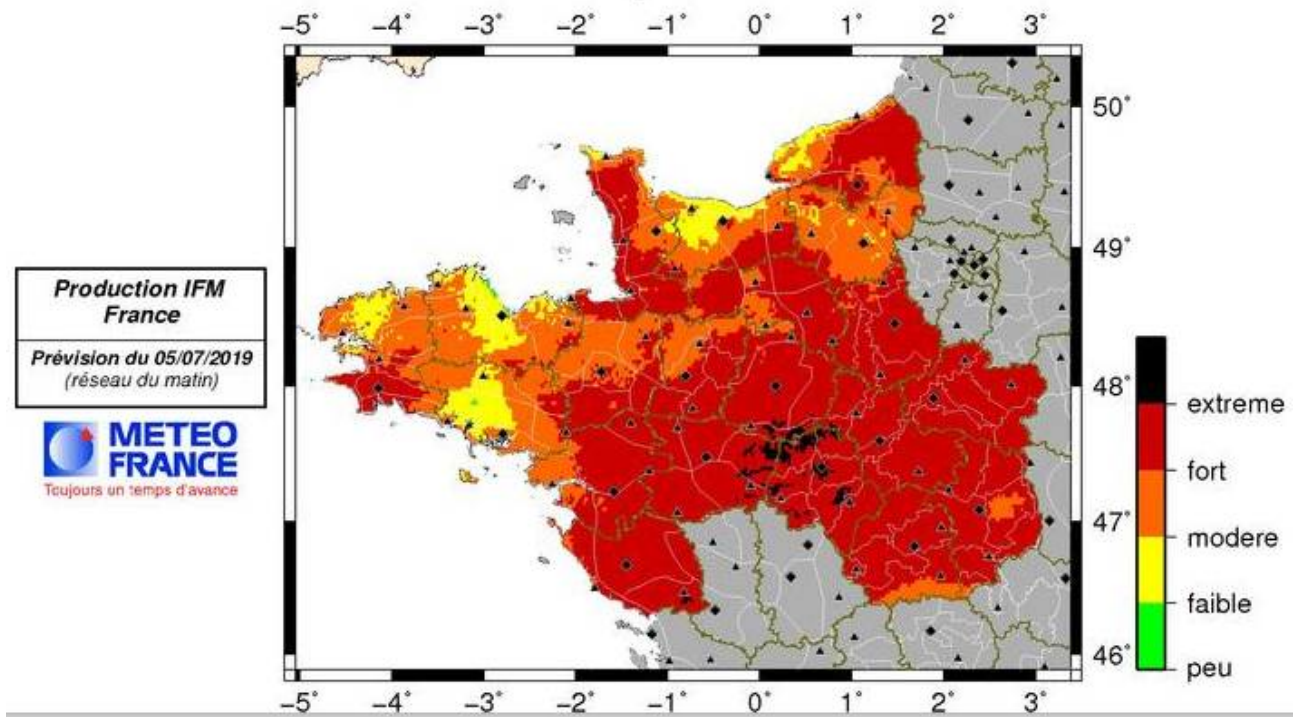 −5° −4° −3° −2° −1° 0° 1° 2° 3°
50°
49°
48°
47°
46°
Production IFM
France
Prévision du 05/07/2019
(réseau du matin)
METEO
FRANCE
Toujours un temps d'avance
extreme
fort
modere
faible
peu
−5° −4° −3° −2° −1° 0° 1° 2° 3°